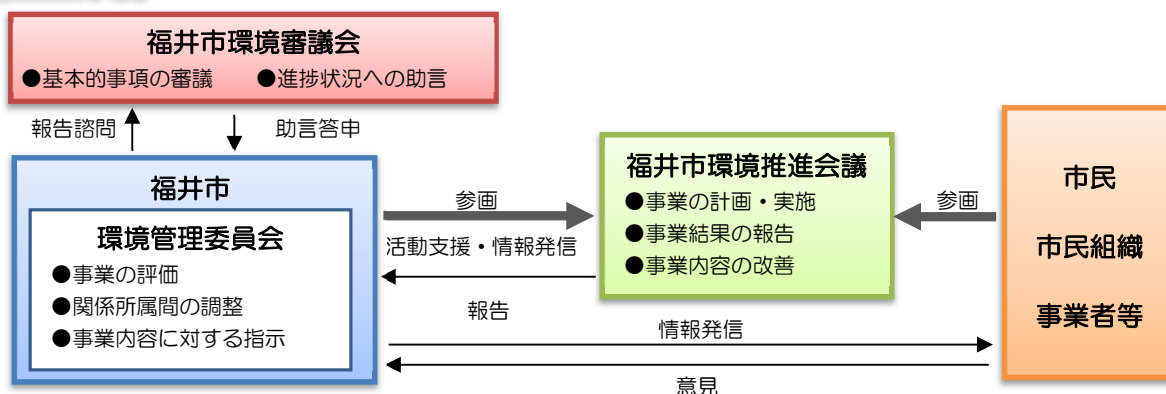 福井市環境審議会
●基本的事項の審議 ●進捗状況への助言
報告諮問
助言答申
福井市
環境管理委員会
●事業の評価
●関係所属間の調整
●事業内容に対する指示
参画
活動支援・情報発信
報告
福井市環境推進会議
●事業の計画・実施
●事業結果の報告
●事業内容の改善
参画
市民
市民組織
事業者等
情報発信
意見